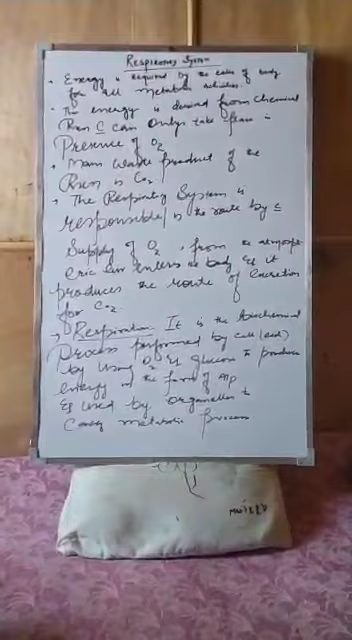 Respiratory System
• Energy is required by the cells of body
for all metabolic activities.
• This energy is derived from chemical
Rxn C can only take place in
Presence of O2
• Main waste product of the
Rxn is Co2
• The Respirtry System is
responsible/is the route by C
Supply of O2, from the atmosph-
eric air enters the body & it
produces the route of Excretion
for Co2.
→ Respiration It is the biochemical
Process performed by cell
by using O2 & glucose to produce
energy in the form of ATP
& used by organelles to
Carry metabolic process